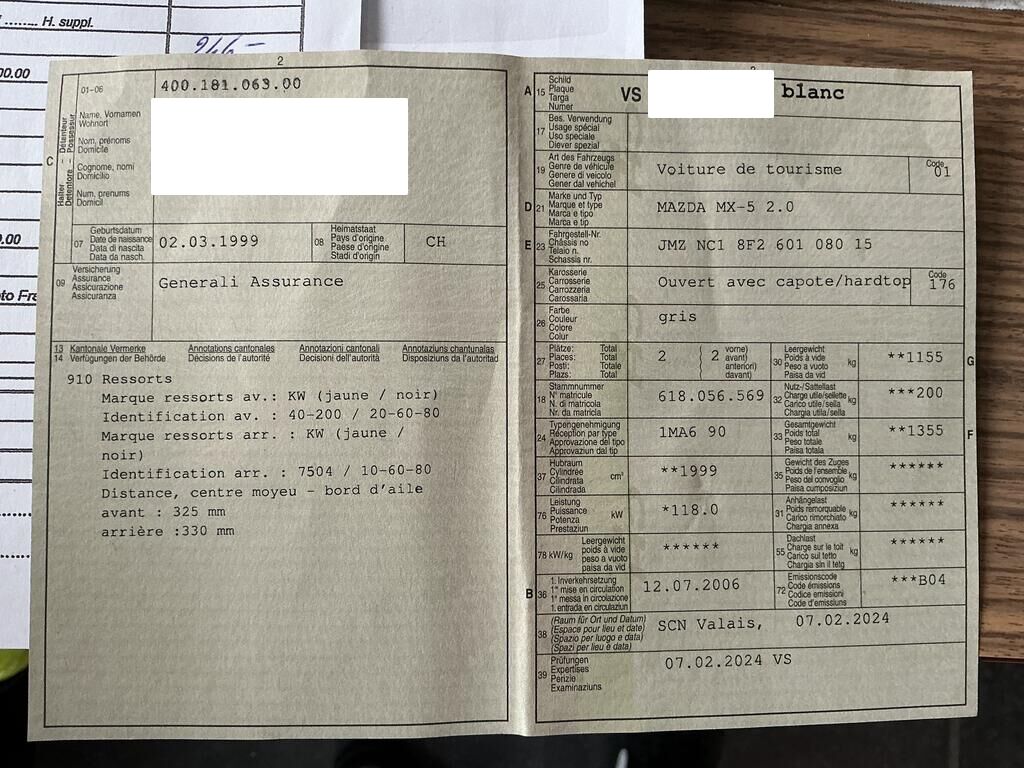 H. suppl.
946.-
00.00
0.00
oto Fra
2
01-06
400.181.063.00
Name, Vornamen
Wohnort
Nom, prénoms
Domicile
Cognome, nomi
Domicilio
Num, prenums
Domicil
C
Halter – Détenteur
Detentore – Possessur
07
Geburtsdatum
Date de naissance
Data di nascita
Data da nasch.
02.03.1999
08
Heimatstaat
Pays d'origine
Paese d'origine
Stadi d'origin
CH
09
Versicherung
Assurance
Assicurazione
Assicuranza
Generali Assurance
13 Kantonale Vermerke Annotations cantonales Annotazioni cantonali Annotaziuns chantunalas
14 Verfügungen der Behörde Décisions de l'autorité Decisioni dell'autorità Disposiziuns da l'autoritad
910 Ressorts
Marque ressorts av.: KW (jaune / noir)
Identification av. : 40-200 / 20-60-80
Marque ressorts arr. : KW (jaune /
noir)
Identification arr. : 7504 / 10-60-80
Distance, centre moyeu - bord d'aile
avant : 325 mm
arrière :330 mm
A 15
Schild
Plaque
Targa
Numer
VS blanc
17
Bes. Verwendung
Usage spécial
Uso speciale
Diever spezial
19
Art des Fahrzeugs
Genre de véhicule
Genere di veicolo
Gener dal vehichel
Voiture de tourisme
Code
01
D 21
Marke und Typ
Marque et type
Marca e tipo
Marca e tip
MAZDA MX-5 2.0
E 23
Fahrgestell-Nr.
Châssis no
Telaio n.
Schassis nr.
JMZ NC1 8F2 601 080 15
25
Karosserie
Carrosserie
Carrozzeria
Carossaria
Ouvert avec capote/hardtop
Code
176
26
Farbe
Couleur
Colore
Colur
gris
27
Plätze: Total
Places: Total
Posti: Totale
Plazs: Totale
2
( 2
vorne)
avant)
anteriori)
davant)
30
Leergewicht
Poids à vide
Peso a vuoto
Paisa da vid
kg
**1155
G
18
Stammnummer
N° matricule
N. di matricola
Nr. da matricla
618.056.569
32
Nutz-/Sattellast
Charge utile/sellette
Carico utile/sella
Chargia utila/sella
kg
***200
24
Typengenehmigung
Réception par type
Approvazione del tipo
Approvaziun dal tip
1MA6 90
33
Gesamtgewicht
Poids total
Peso totale
Paisa totala
kg
**1355
F
37
Hubraum
Cylindrée
Cilindrata
Cilindrada
cm³
**1999
35
Gewicht des Zuges
Poids de l'ensemble
Peso del convoglio
Paisa cumposiziun
kg
******
76
Leistung
Puissance
Potenza
Prestaziun
kW
*118.0
31
Anhängelast
Poids remorquable
Carico rimorchiato
Chargia annexa
kg
******
78 kW/kg
Leergewicht
poids à vide
peso a vuoto
paisa da vid
******
55
Dachlast
Charge sur le toit
Carico sul tetto
Chargia sin il tetg
kg
******
B 36
1. Inverkehrsetzung
1re mise en circulation
1a messa in circolazione
1. entrada en circulaziun
12.07.2006
72
Emissionscode
Code émissions
Codice emissioni
Code d'emissiuns
***B04
38
(Raum für Ort und Datum)
(Espace pour lieu et date)
(Spazio per luogo e data)
(Spazi per lieu e data)
SCN Valais, 07.02.2024
39
Prüfungen
Expertises
Perizie
Examinaziuns
07.02.2024 VS